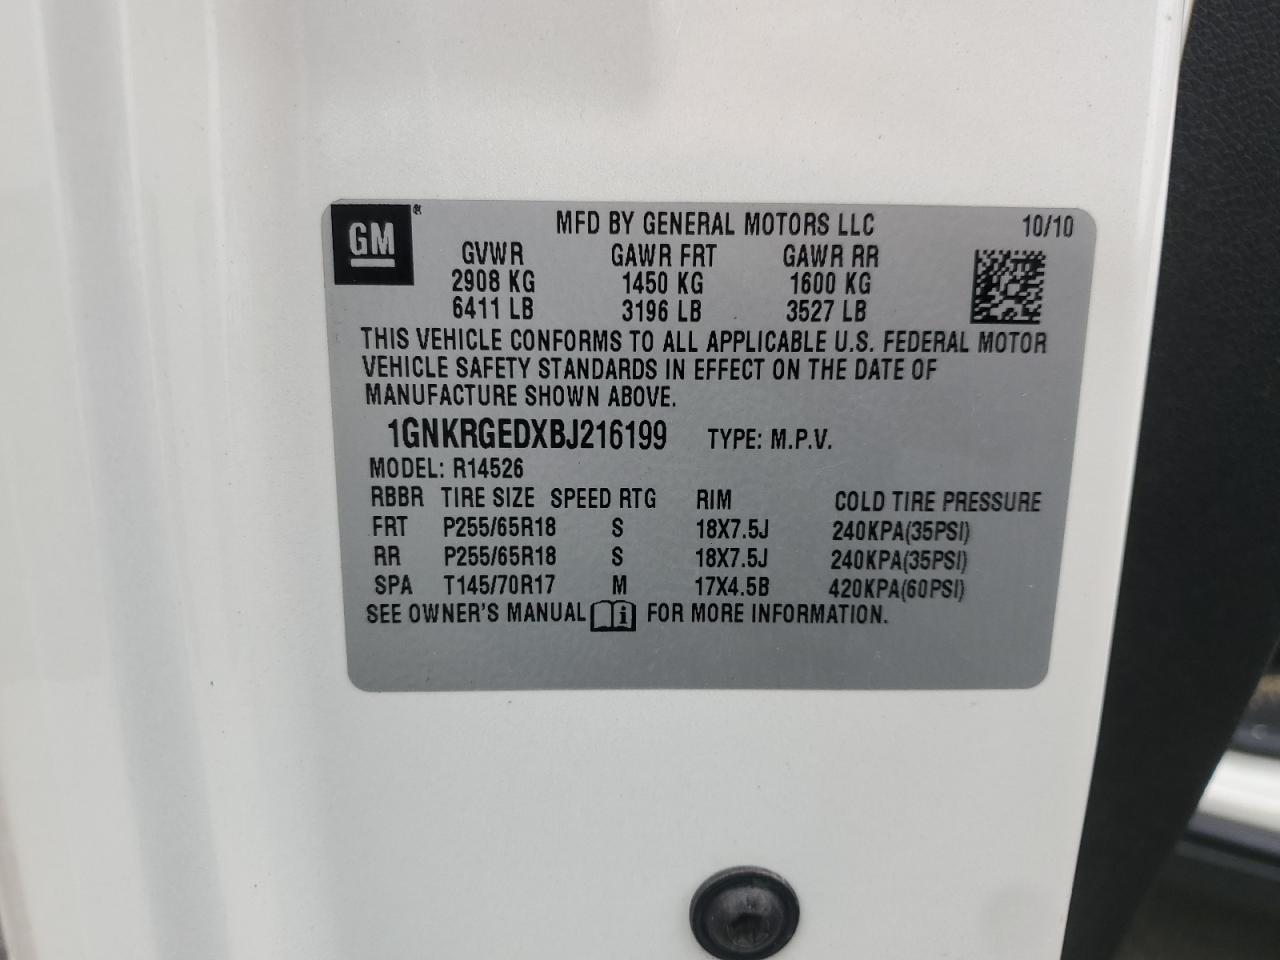 GM®
MFD BY GENERAL MOTORS LLC 10/10
GVWR GAWR FRT GAWR RR
2908 KG 1450 KG 1600 KG
6411 LB 3196 LB 3527 LB
THIS VEHICLE CONFORMS TO ALL APPLICABLE U.S. FEDERAL MOTOR
VEHICLE SAFETY STANDARDS IN EFFECT ON THE DATE OF
MANUFACTURE SHOWN ABOVE.
1GNKRGEDXBJ216199 TYPE: M.P.V.
MODEL: R14526
RBBR TIRE SIZE SPEED RTG RIM COLD TIRE PRESSURE
FRT P255/65R18 S 18X7.5J 240KPA(35PSI)
RR P255/65R18 S 18X7.5J 240KPA(35PSI)
SPA T145/70R17 M 17X4.5B 420KPA(60PSI)
SEE OWNER'S MANUAL i FOR MORE INFORMATION.